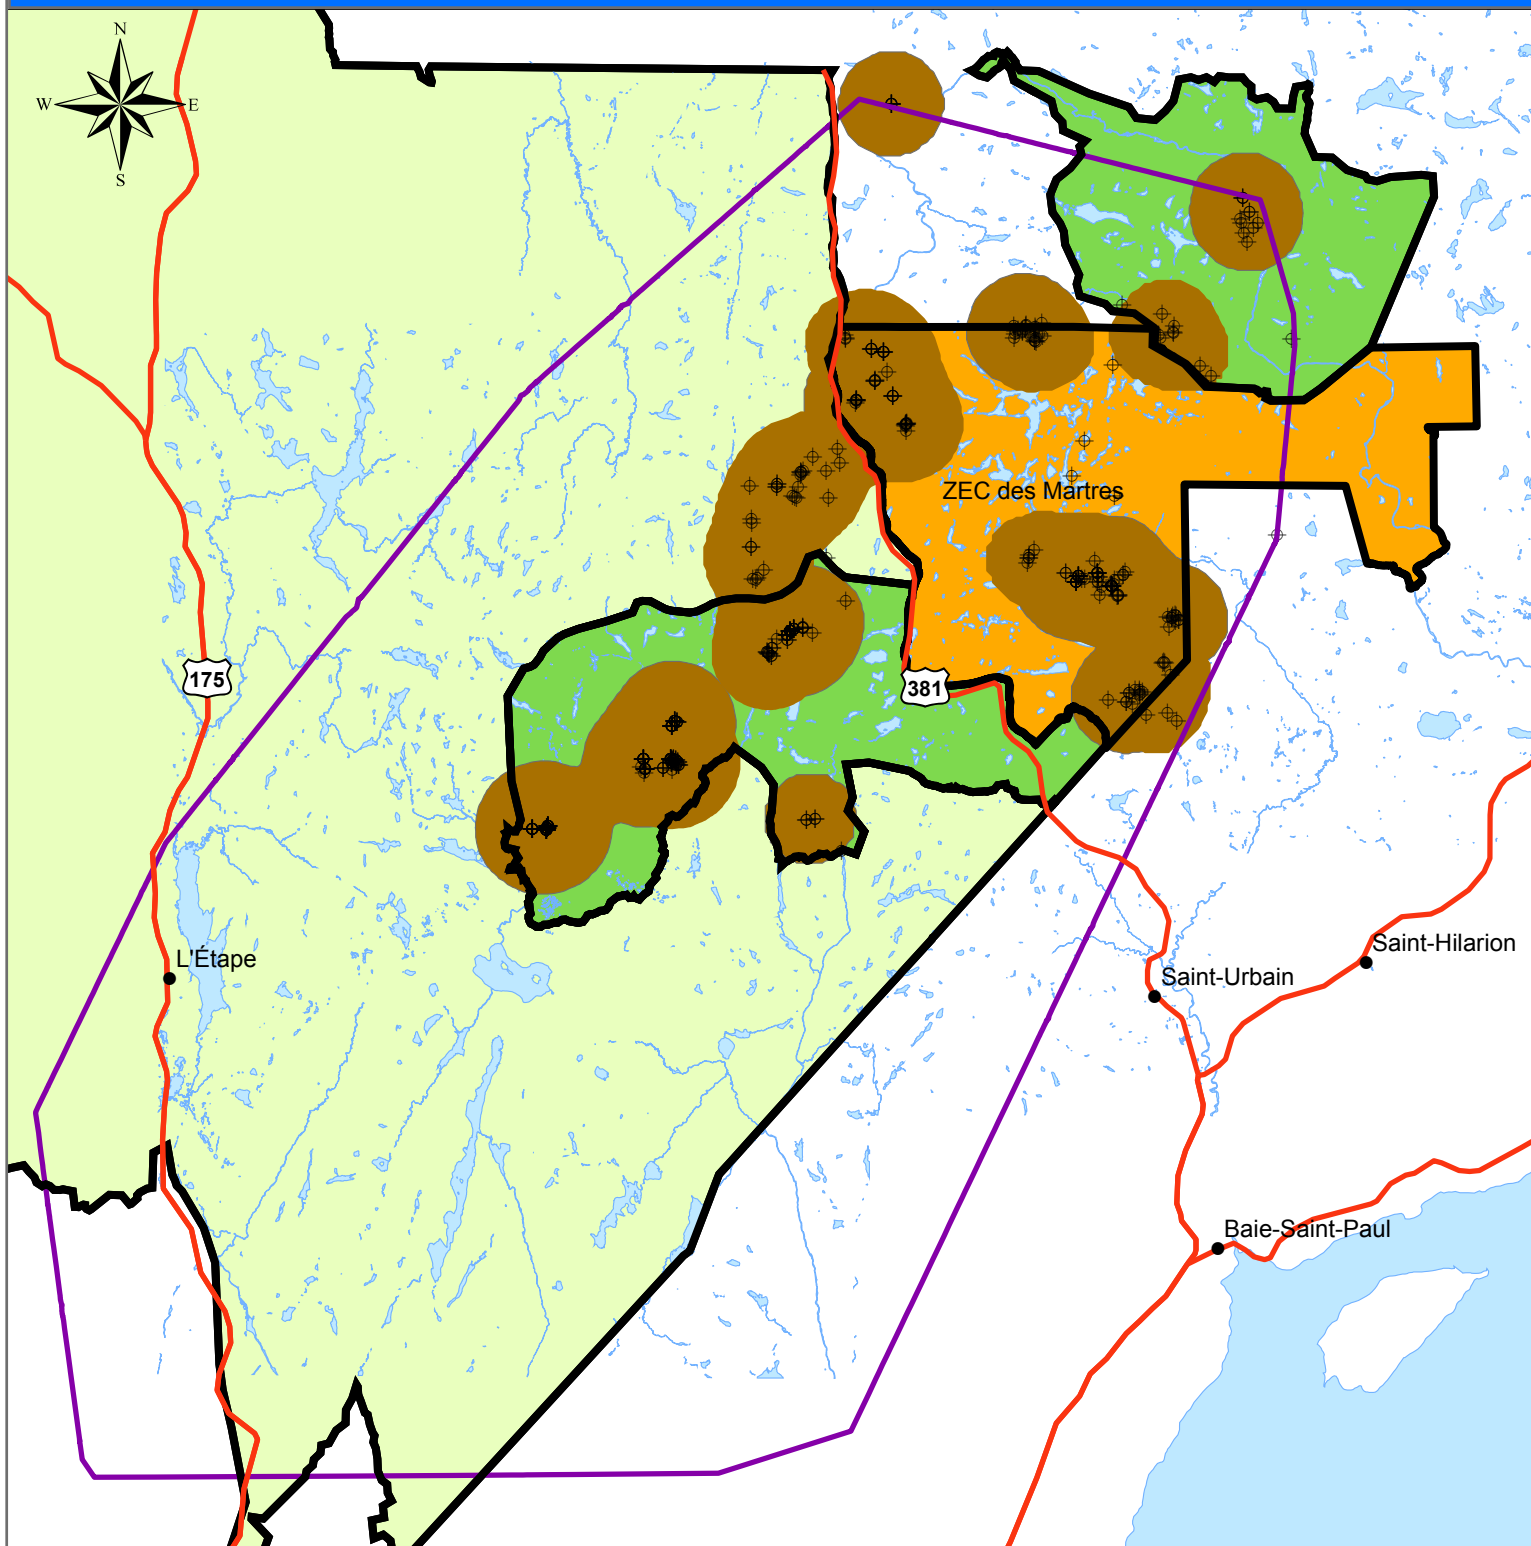 N
W E
S
ZEC des Martres
175
381
L'Étape
Saint-Hilarion
Saint-Urbain
Baie-Saint-Paul